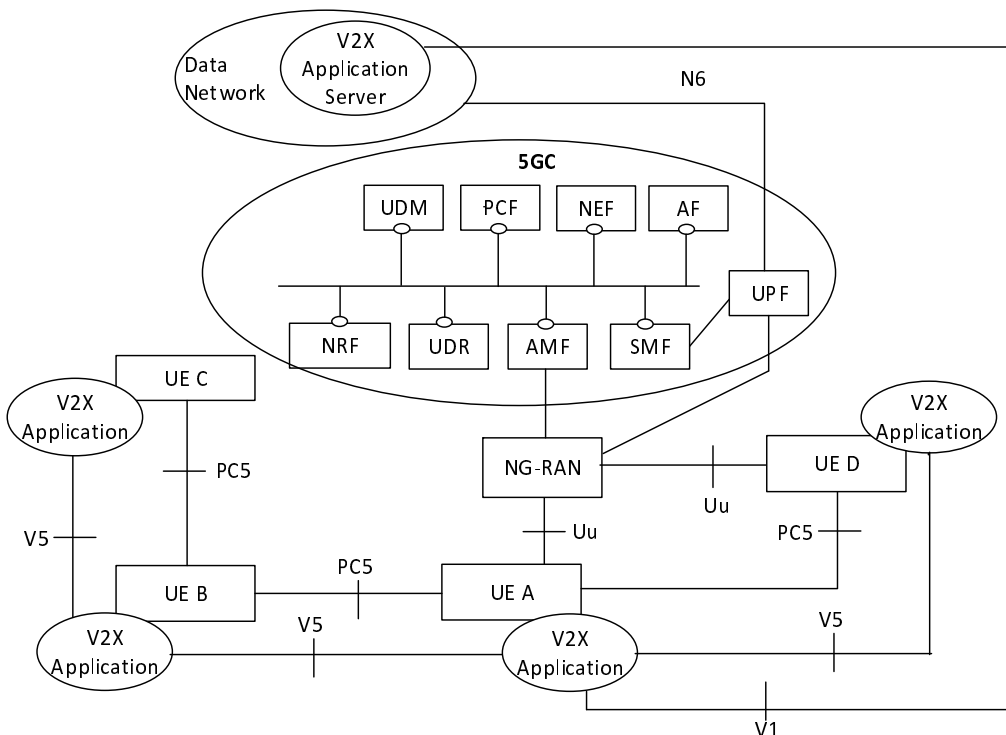 V2X
Application
Server
Data
Network
N6
5GC
UDM
PCF
NEF
AF
UPF
NRF
UDR
AMF
SMF
UE C
V2X
Application
V2X
Application
PC5
NG-RAN
UE D
Uu
V5
Uu
PC5
PC5
UE B
UE A
V5
V5
V2X
Application
V2X
Application
V1